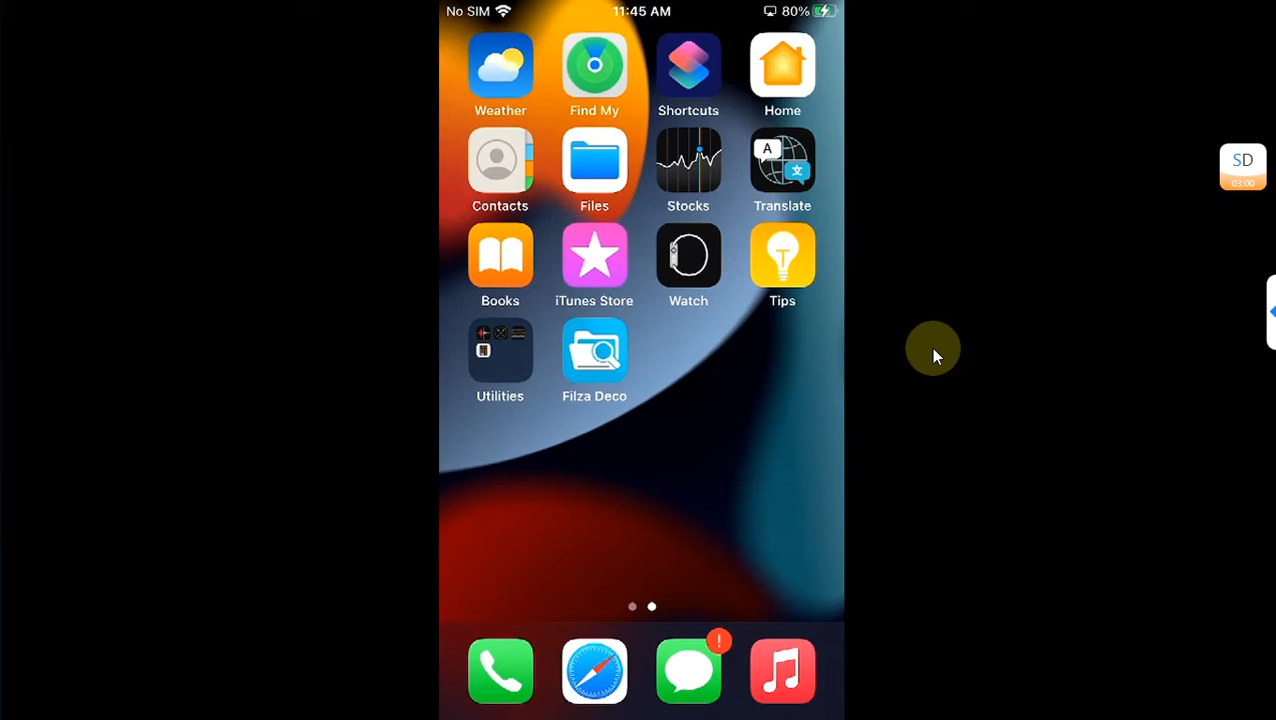 No SIM 11:45 AM 80%
Weather Find My Shortcuts Home
A
文
SD
03:00
Contacts Files Stocks Translate
T
Books iTunes Store Watch Tips
Utilities Filza Deco
!